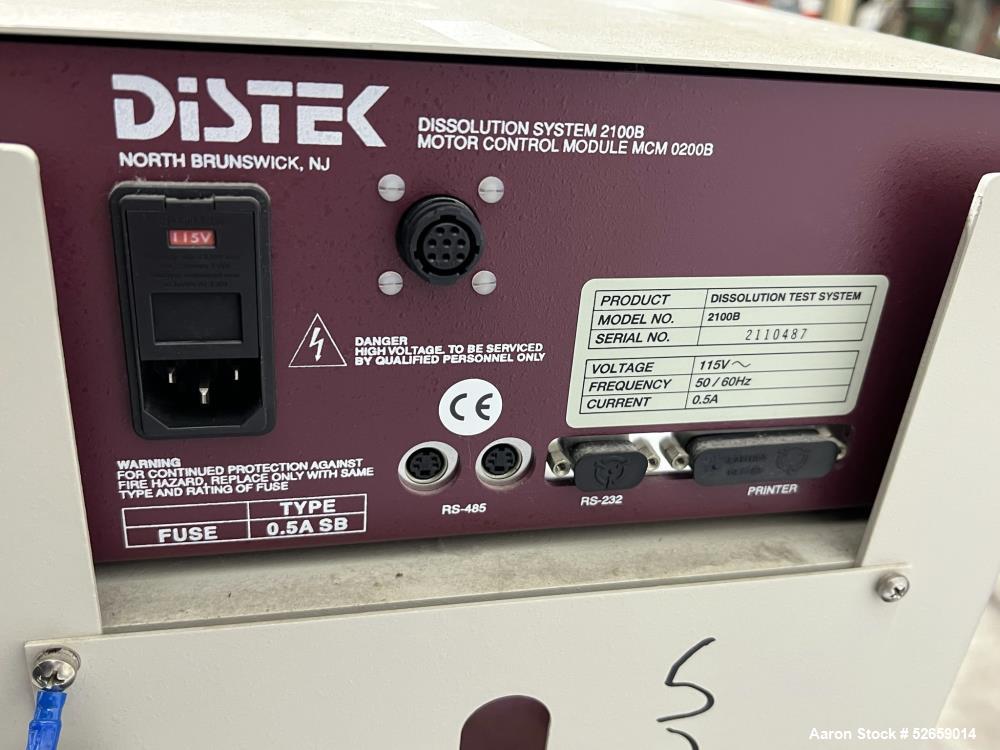 DiSTEK
NORTH BRUNSWICK, NJ
DISSOLUTION SYSTEM 2100B
MOTOR CONTROL MODULE MCM 0200B
115V
DANGER
HIGH VOLTAGE. TO BE SERVICED
BY QUALIFIED PERSONNEL ONLY
PRODUCT DISSOLUTION TEST SYSTEM
MODEL NO. 2100B
SERIAL NO. 2110487
VOLTAGE 115V ~
FREQUENCY 50 / 60Hz
CURRENT 0.5A
CE
WARNING
FOR CONTINUED PROTECTION AGAINST
FIRE HAZARD, REPLACE ONLY WITH SAME
TYPE AND RATING OF FUSE
TYPE
FUSE 0.5A SB
RS-485
RS-232
PRINTER
5
Aaron Stock # 52659014